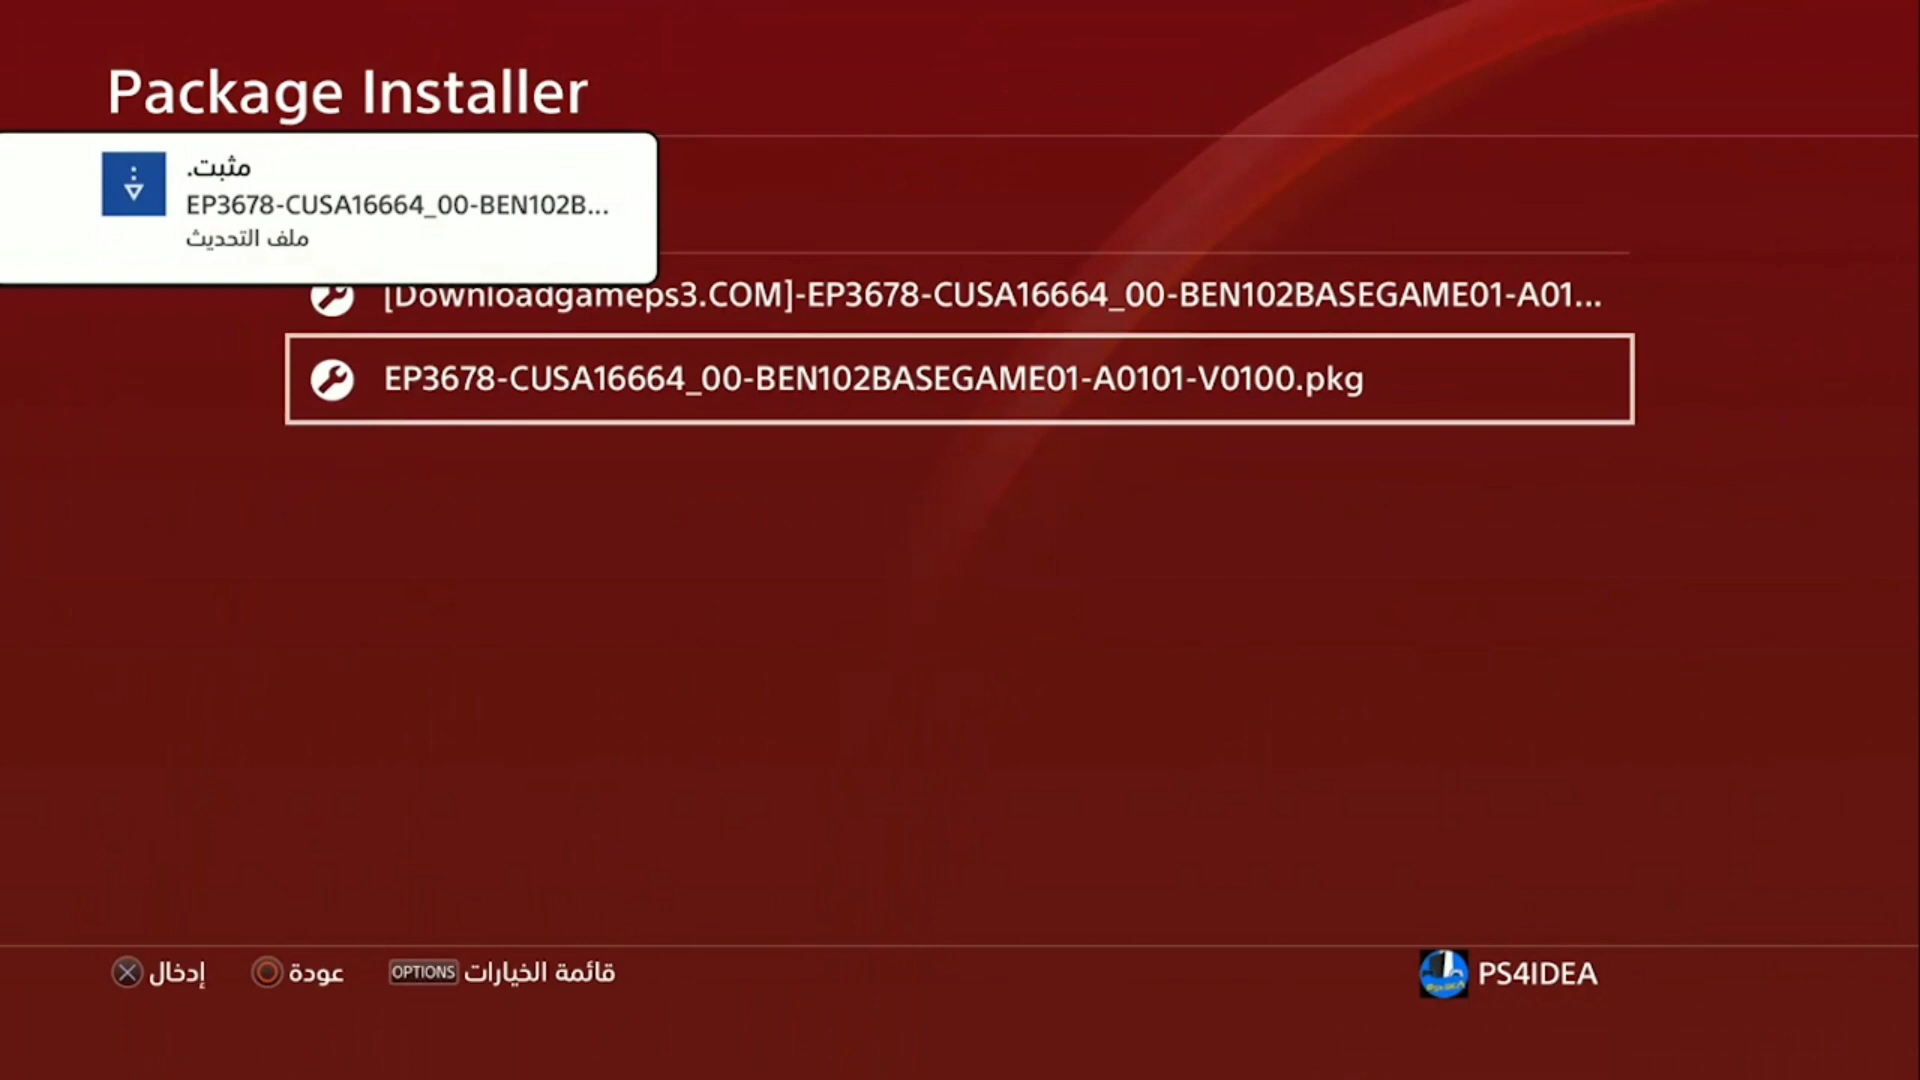 Package Installer
مثبت.
EP3678-CUSA16664_00-BEN102B...
ملف التحديث
[Downloadgameps3.COM]-EP3678-CUSA16664_00-BEN102BASEGAME01-A01...
EP3678-CUSA16664_00-BEN102BASEGAME01-A0101-V0100.pkg
إدخال
عودة
OPTIONS قائمة الخيارات
PS4IDEA